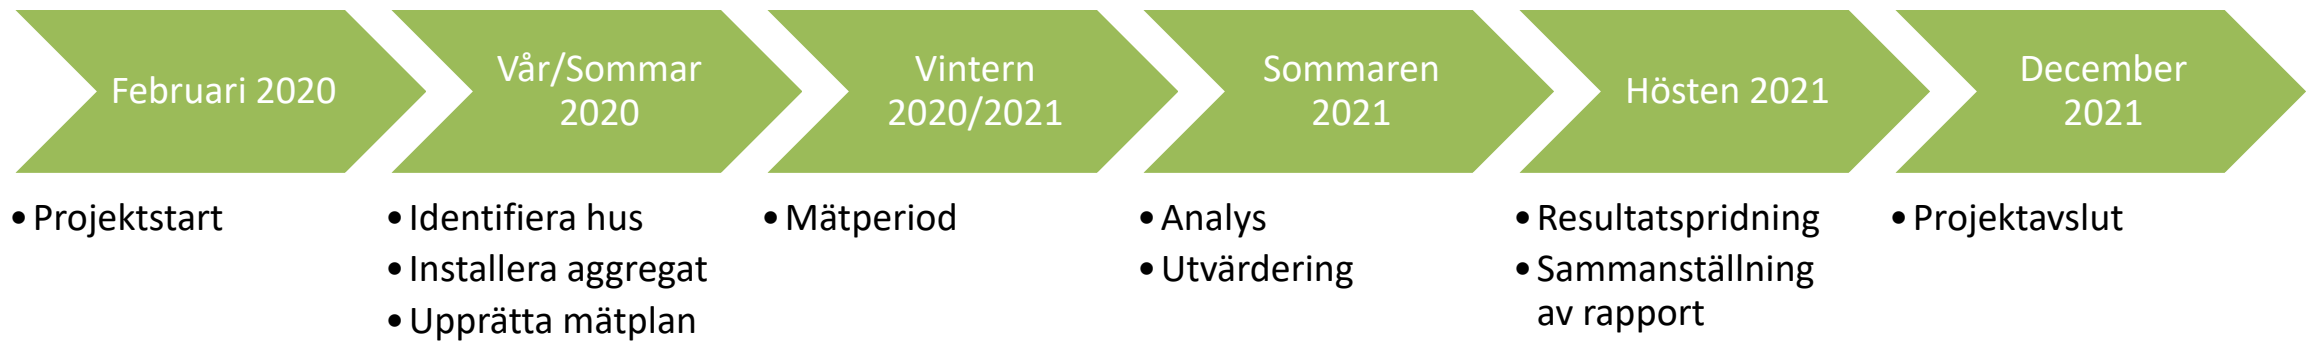 Februari 2020
• Projektstart
Vår/Sommar
2020
• Identifiera hus
• Installera aggregat
• Upprätta mätplan
Vintern
2020/2021
• Mätperiod
Sommaren
2021
• Analys
• Utvärdering
Hösten 2021
• Resultatspridning
• Sammanställning
av rapport
December
2021
• Projektavslut